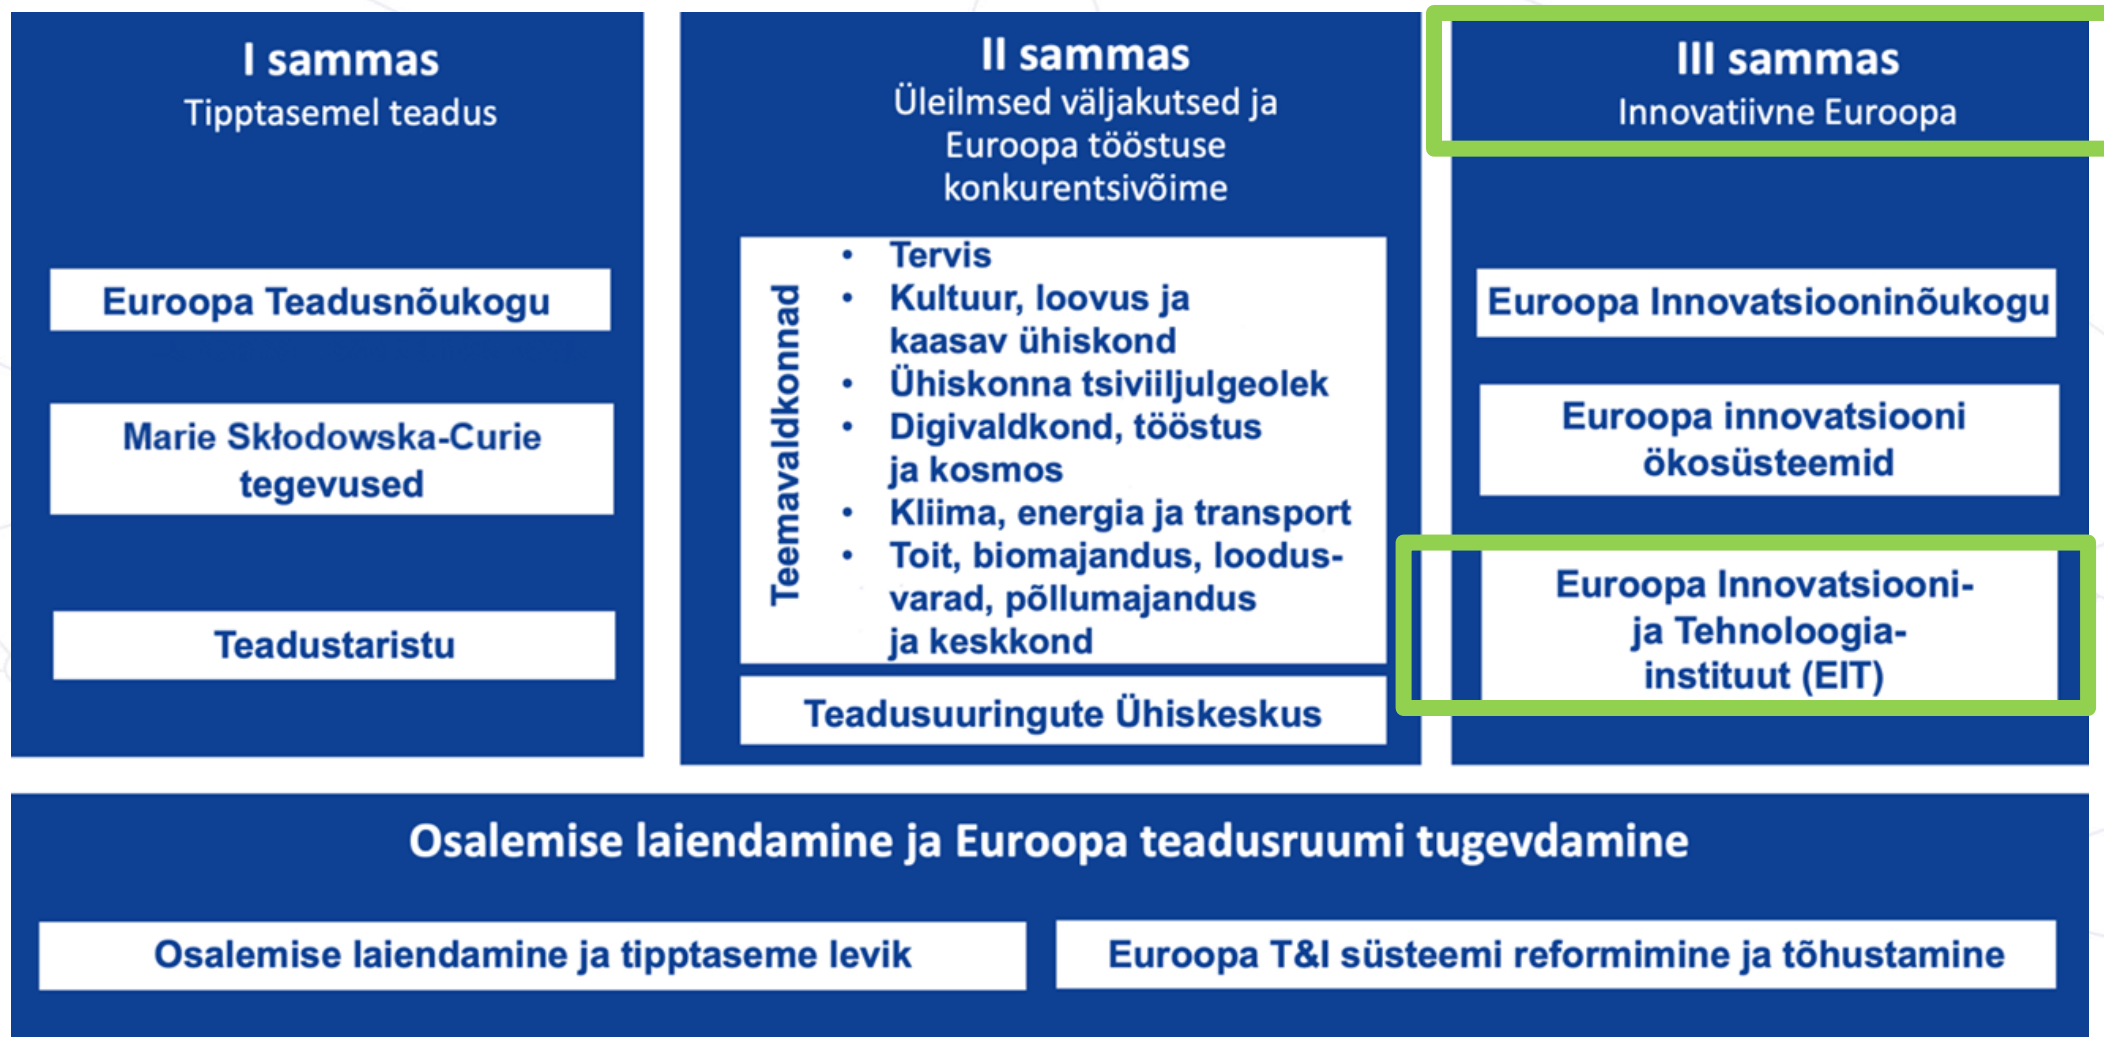 I sammas
Tipptasemel teadus
Euroopa Teadusnõukogu
Marie Skłodowska-Curie
tegevused
Teadustaristu
II sammas
Üleilmsed väljakutsed ja
Euroopa tööstuse
konkurentsivõime
Teemavaldkonnad
• Tervis
• Kultuur, loovus ja
kaasav ühiskond
• Ühiskonna tsiviiljulgeolek
• Digivaldkond, tööstus
ja kosmos
• Kliima, energia ja transport
• Toit, biomajandus, loodus-
varad, põllumajandus
ja keskkond
Teadusuuringute Ühiskeskus
III sammas
Innovatiivne Euroopa
Euroopa Innovatsiooninõukogu
Euroopa innovatsiooni
ökosüsteemid
Euroopa Innovatsiooni-
ja Tehnoloogia-
instituut (EIT)
Osalemise laiendamine ja Euroopa teadusruumi tugevdamine
Osalemise laiendamine ja tipptaseme levik
Euroopa T&I süsteemi reformimine ja tõhustamine